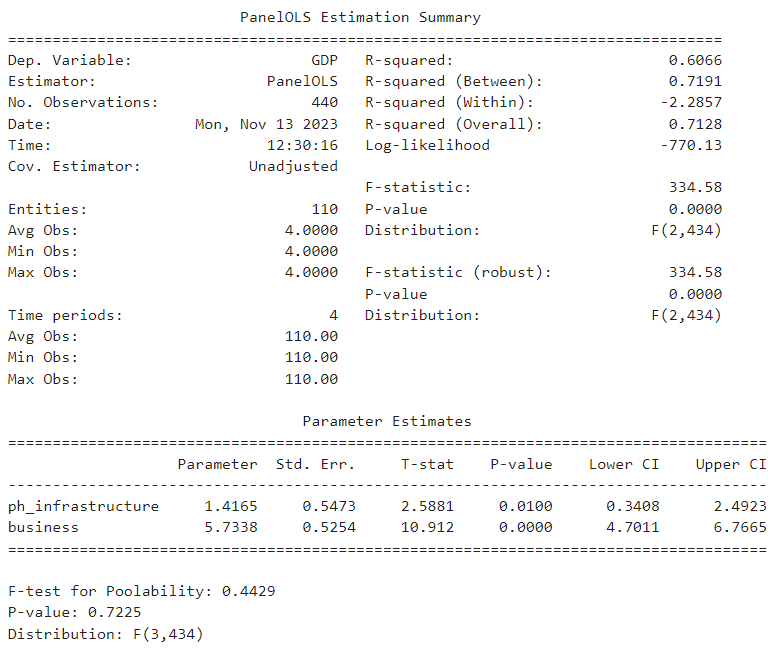 PanelOLS Estimation Summary
================================================================================
Dep. Variable: GDP R-squared: 0.6066
Estimator: PanelOLS R-squared (Between): 0.7191
No. Observations: 440 R-squared (Within): -2.2857
Date: Mon, Nov 13 2023 R-squared (Overall): 0.7128
Time: 12:30:16 Log-likelihood -770.13
Cov. Estimator: Unadjusted
F-statistic: 334.58
Entities: 110 P-value 0.0000
Avg Obs: 4.0000 Distribution: F(2,434)
Min Obs: 4.0000
Max Obs: 4.0000 F-statistic (robust): 334.58
P-value 0.0000
Time periods: 4 Distribution: F(2,434)
Avg Obs: 110.00
Min Obs: 110.00
Max Obs: 110.00
Parameter Estimates
=====================================================================================
Parameter Std. Err. T-stat P-value Lower CI Upper CI
-------------------------------------------------------------------------------------
ph_infrastructure 1.4165 0.5473 2.5881 0.0100 0.3408 2.4923
business 5.7338 0.5254 10.912 0.0000 4.7011 6.7665
=====================================================================================
F-test for Poolability: 0.4429
P-value: 0.7225
Distribution: F(3,434)